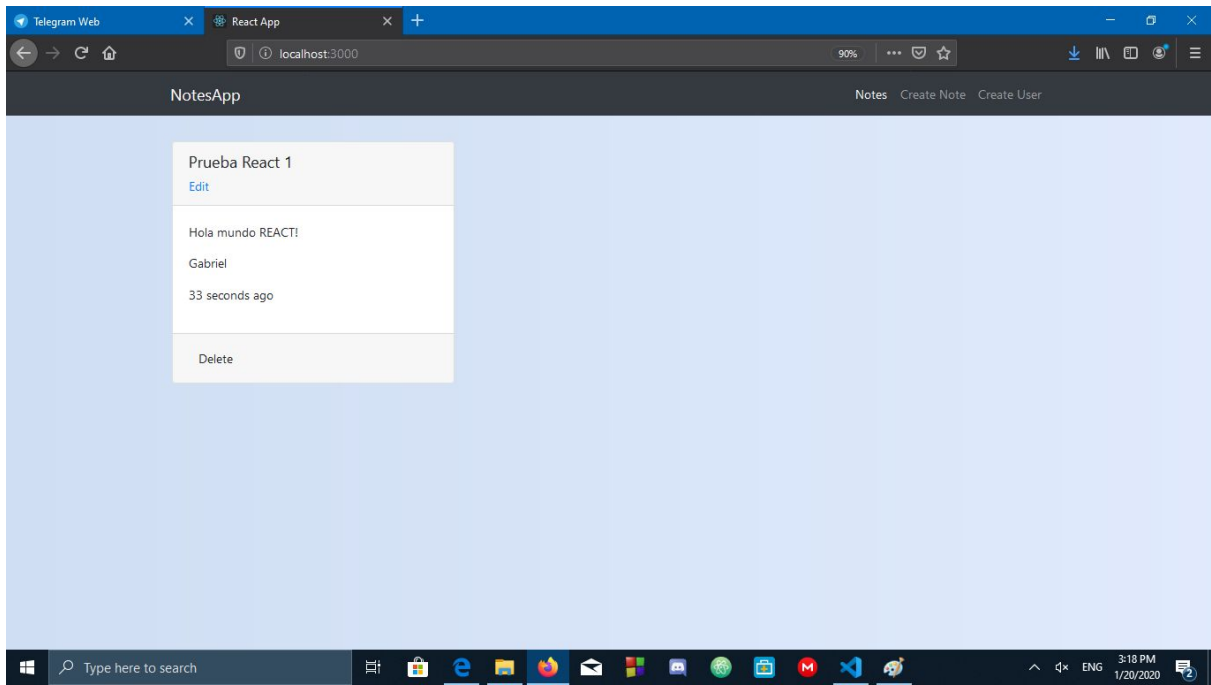 Telegram Web
React App
localhost:3000
90%
NotesApp
Notes Create Note Create User
Prueba React 1
Edit
Hola mundo REACT!
Gabriel
33 seconds ago
Delete
Type here to search
ENG
3:18 PM
1/20/2020
2